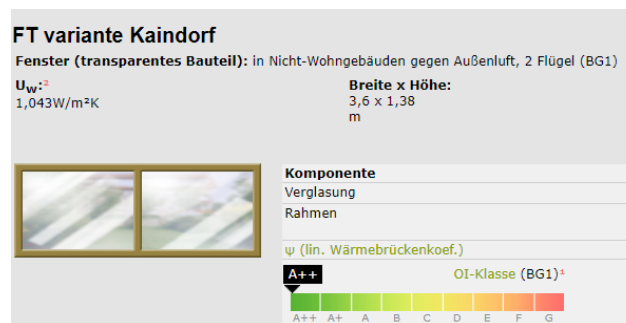 FT variante Kaindorf
Fenster (transparentes Bauteil): in Nicht-Wohngebäuden gegen Außenluft, 2 Flügel (BG1)
Uw:²
1,043W/m²K
Breite x Höhe:
3,6 x 1,38
m
Komponente
Verglasung
Rahmen
ψ (lin. Wärmebrückenkoef.)
A++
OI-Klasse (BG1)¹
A++ A+ A B C D E F G